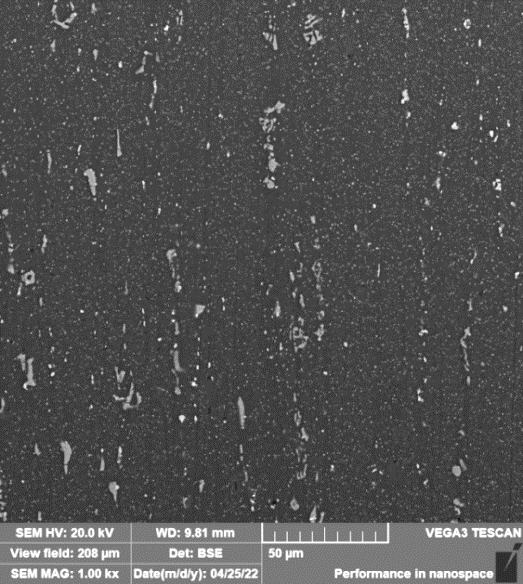 SEM HV: 20.0 kV WD: 9.81 mm VEGA3 TESCAN
View field: 208 µm Det: BSE 50 µm
SEM MAG: 1.00 kx Date(m/d/y): 04/25/22 Performance in nanospace